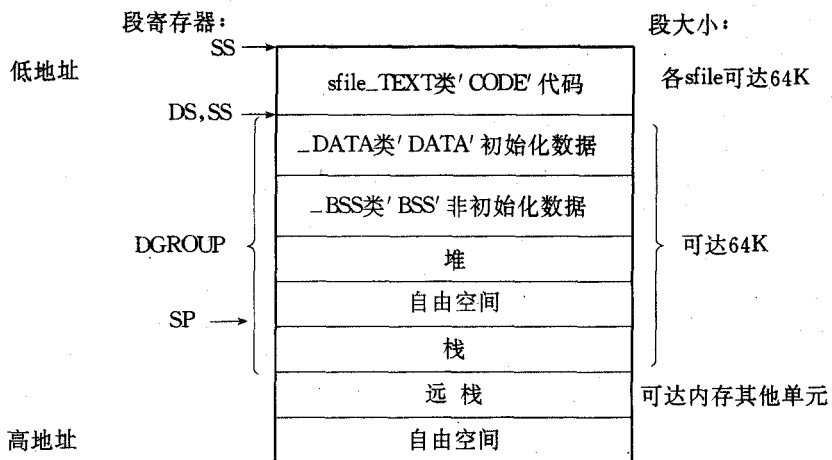 段寄存器: 段大小:
SS
低地址 sfile_TEXT类'CODE'代码 各sfile可达64K
DS,SS
_DATA类'DATA'初始化数据
_BSS类'BSS'非初始化数据
DGROUP 可达64K
堆
自由空间
SP
栈
远栈 可达内存其他单元
高地址 自由空间